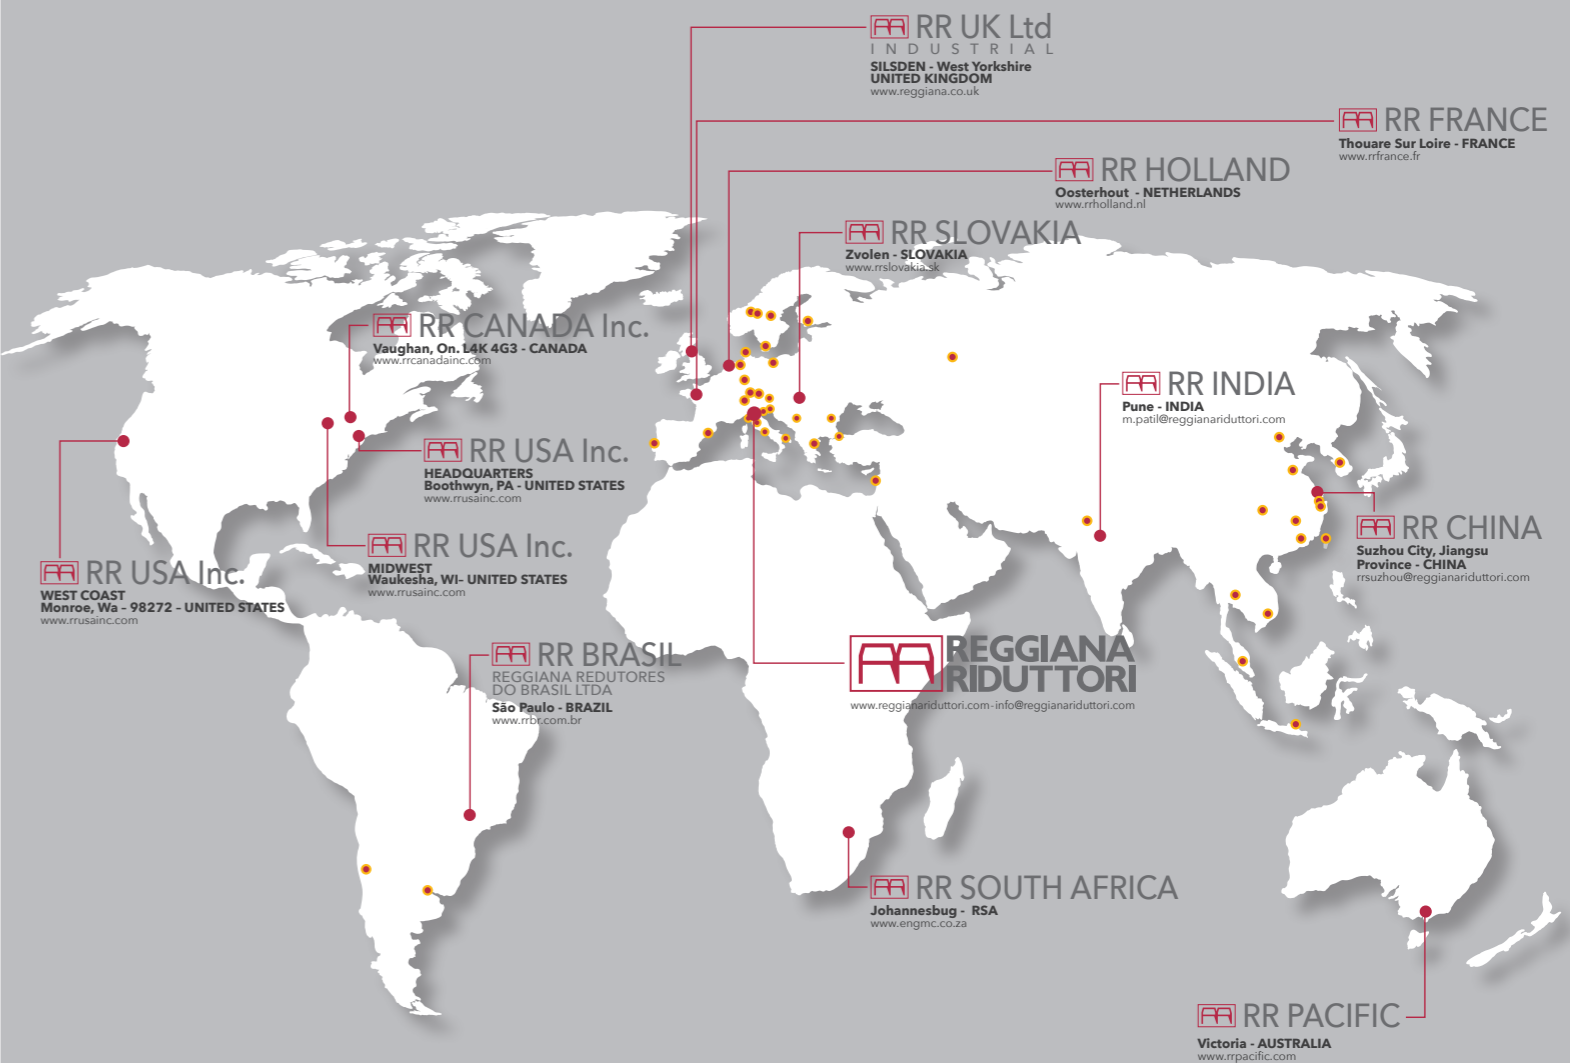 RR UK Ltd
INDUSTRIAL
SILSDEN - West Yorkshire
UNITED KINGDOM
www.reggiana.co.uk
RR FRANCE
Thouare Sur Loire - FRANCE
www.rrfrance.fr
RR HOLLAND
Oosterhout - NETHERLANDS
www.rrholland.nl
RR SLOVAKIA
Zvolen - SLOVAKIA
www.rrslovakia.sk
RR CANADA Inc.
Vaughan, On. L4K 4G3 - CANADA
www.rrcanadainc.com
RR INDIA
Pune - INDIA
m.patil@reggianariduttori.com
RR USA Inc.
HEADQUARTERS
Boothwyn, PA - UNITED STATES
www.rrusainc.com
RR CHINA
Suzhou City, Jiangsu
Province - CHINA
rrsuzhou@reggianariduttori.com
RR USA Inc.
MIDWEST
Waukesha, WI- UNITED STATES
www.rrusainc.com
RR USA Inc.
WEST COAST
Monroe, Wa - 98272 - UNITED STATES
www.rrusainc.com
RR BRASIL
REGGIANA REDUTORES
DO BRASIL LTDA
São Paulo - BRAZIL
www.rrbr.com.br
REGGIANA
RIDUTTORI
www.reggianariduttori.com-info@reggianariduttori.com
RR SOUTH AFRICA
Johannesbug - RSA
www.engmc.co.za
RR PACIFIC
Victoria - AUSTRALIA
www.rrpacific.com